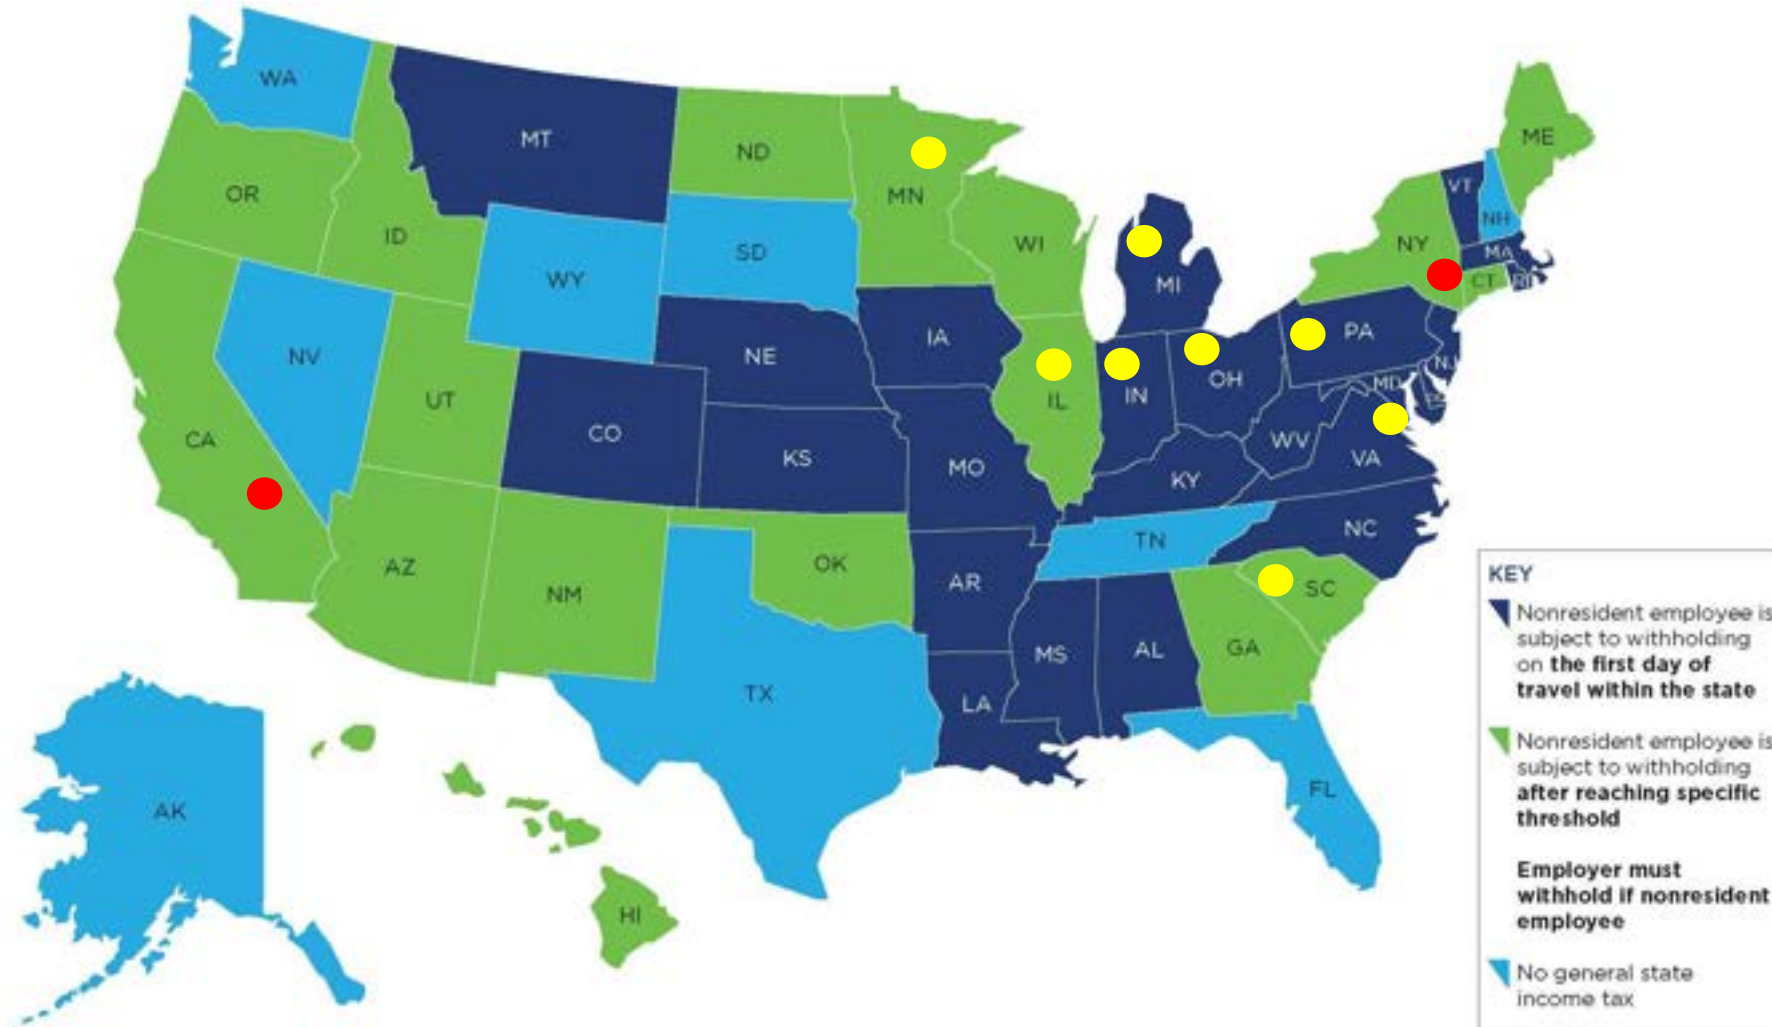 WA
MT
ND
MN
OR
ID
WY
SD
WI
MI
NY
VT
NH
ME
MA
CT
RI
NV
UT
CA
CO
NE
KS
IA
MO
IL
IN
OH
PA
NJ
MD
WV
VA
KY
NC
TN
AZ
NM
OK
AR
SC
GA
MS
AL
LA
TX
FL
AK
HI
KEY
Nonresident employee is
subject to withholding
on the first day of
travel within the state
Nonresident employee is
subject to withholding
after reaching specific
threshold
Employer must
withhold if nonresident
employee
No general state
income tax